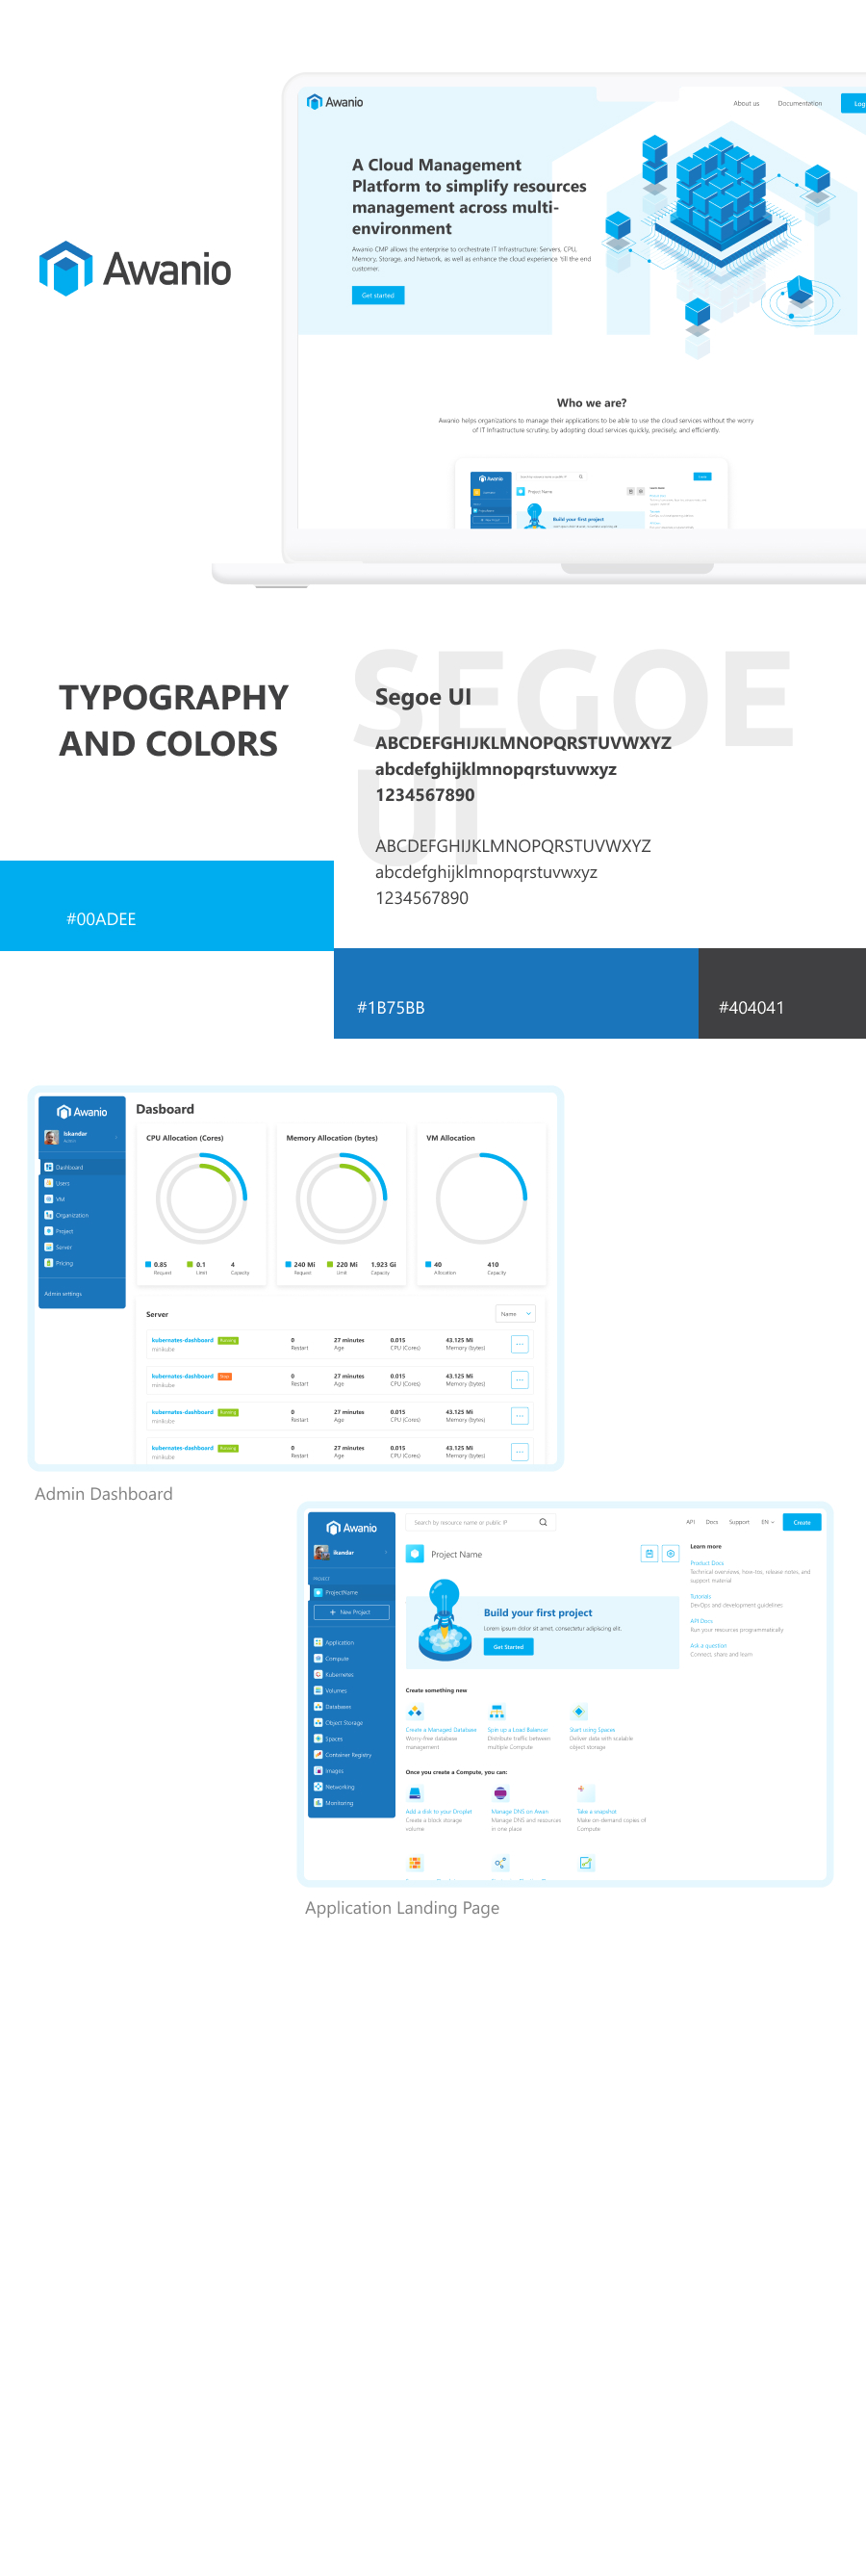 Awanio
Awanio
About us
Documentation
Log
A Cloud Management
Platform to simplify resources
management across multi-
environment
Awanio CMP allows the enterprise to orchestrate IT Infrastructure: Servers, CPU,
Memory, Storage, and Network, as well as enhance the cloud experience 'till the end
customer.
Get started
Who we are?
Awanio helps organizations to manage their applications to be able to use the cloud services without the worry
of IT Infrastructure scrutiny, by adopting cloud services quickly, precisely, and efficiently.
Awanio
Project Name
Build your first project
TYPOGRAPHY
AND COLORS
SEGOE
UI
Segoe UI
ABCDEFGHIJKLMNOPQRSTUVWXYZ
abcdefghijklmnopqrstuvwxyz
1234567890
ABCDEFGHIJKLMNOPQRSTUVWXYZ
abcdefghijklmnopqrstuvwxyz
1234567890
#00ADEE
#1B75BB
#404041
Awanio
Iskandar
Admin
Dashboard
Users
VM
Organization
Project
Server
Pricing
Admin settings
Dasboard
CPU Allocation (Cores)
0.85
Request
0.1
Limit
4
Capacity
Memory Allocation (bytes)
240 Mi
Request
220 Mi
Limit
1.923 Gi
Capacity
VM Allocation
40
Allocation
410
Capacity
Server
Name
kubernates-dashboard Running
minikube
0
Restart
27 minutes
Age
0.015
CPU (Cores)
43.125 Mi
Memory (bytes)
kubernates-dashboard Stop
minikube
0
Restart
27 minutes
Age
0.015
CPU (Cores)
43.125 Mi
Memory (bytes)
kubernates-dashboard Running
minikube
0
Restart
27 minutes
Age
0.015
CPU (Cores)
43.125 Mi
Memory (bytes)
kubernates-dashboard Running
minikube
0
Restart
27 minutes
Age
0.015
CPU (Cores)
43.125 Mi
Memory (bytes)
Admin Dashboard
Awanio
iskandar
PROJECT
ProjectName
+ New Project
Application
Compute
Kubernetes
Volumes
Databases
Object Storage
Spaces
Container Registry
Images
Networking
Monitoring
Search by resource name or public IP
API
Docs
Support
EN
Create
Project Name
Build your first project
Lorem ipsum dolor sit amet, consectetur adipiscing elit.
Get Started
Learn more
Product Docs
Technical overviews, how-tos, release notes, and
support material
Tutorials
DevOps and development guidelines
API Docs
Run your resources programmatically
Ask a question
Connect, share and learn
Create something new
Create a Managed Database
Worry-free database
management
Spin up a Load Balancer
Distribute traffic between
multiple Compute
Start using Spaces
Deliver data with scalable
object storage
Once you create a Compute, you can:
Add a disk to your Droplet
Create a block storage
volume
Manage DNS on Awan
Manage DNS and resources
in one place
Take a snapshot
Make on-demand copies of
Compute
Application Landing Page